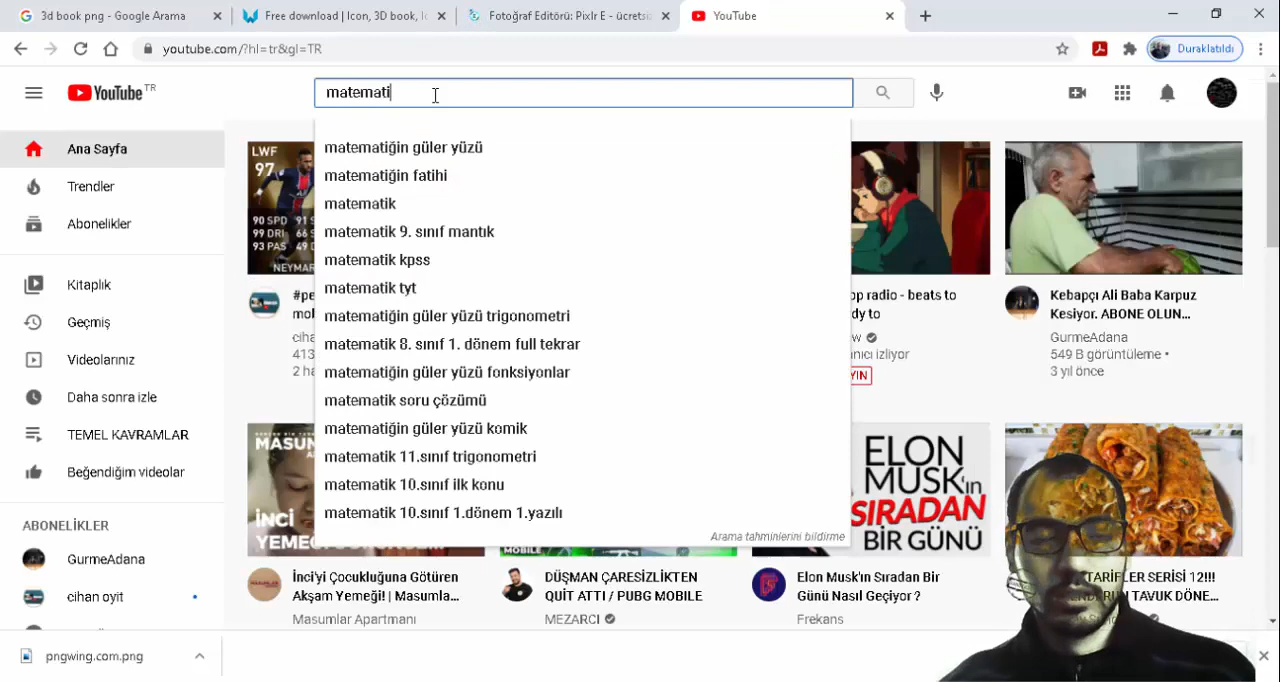 3d book png - Google Arama
Free download | Icon, 3D book, Ic
Fotoğraf Editörü: Pixlr E - ücretsiz
YouTube
youtube.com/?hl=tr&gl=TR
Duraklatıldı
YouTube TR
matemati
Ana Sayfa
Trendler
Abonelikler
Kitaplık
Geçmiş
Videolarınız
Daha sonra izle
TEMEL KAVRAMLAR
Beğendiğim videolar
ABONELİKLER
GurmeAdana
cihan oyit
matematiğin güler yüzü
matematiğin fatihi
matematik
matematik 9. sınıf mantık
matematik kpss
matematik tyt
matematiğin güler yüzü trigonometri
matematik 8. sınıf 1. dönem full tekrar
matematiğin güler yüzü fonksiyonlar
matematik soru çözümü
matematiğin güler yüzü komik
matematik 11.sınıf trigonometri
matematik 10.sınıf ilk konu
matematik 10.sınıf 1.dönem 1.yazılı
Arama tahminlerini bildirme
LWF
97
90 SPD 91 S
99 DRI 66
93 PAS 49 D
NEYMAR
#pe
mol
ciha
413
2 ha
op radio - beats to
dy to
w
nıcı izliyor
YIN
Kebapçı Ali Baba Karpuz
Kesiyor. ABONE OLUN...
GurmeAdana
549 B görüntüleme •
3 yıl önce
MASUM
İNCİ
YEMEĞ
MOBILE
ELON
MUSK'ın
SIRADAN
BİR GÜNÜ
İnci'yi Çocukluğuna Götüren
Akşam Yemeği! | Masumla...
Masumlar Apartmanı
DÜŞMAN ÇARESİZLİKTEN
QUİT ATTI / PUBG MOBILE
MEZARCI
Elon Musk'ın Sıradan Bir
Günü Nasıl Geçiyor ?
Frekans
TARİFLER SERİSİ 12!!!
TAVUK DÖNE...
pngwing.com.png